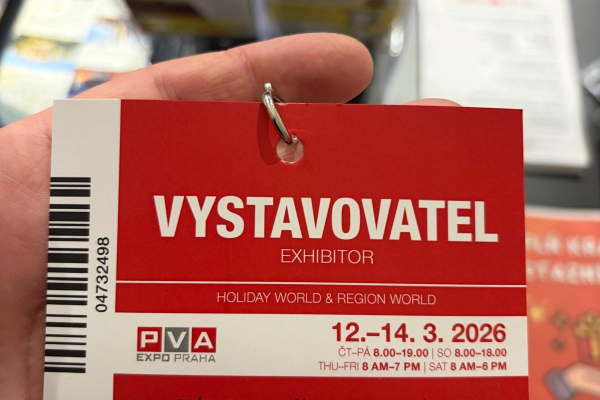 VYSTAVOVATEL
EXHIBITOR
HOLIDAY WORLD & REGION WORLD
04732498
PVA
EXPO PRAHA
12.–14. 3. 2026
ČT–PÁ 8.00–19.00 | SO 8.00–18.00
THU–FRI 8 AM–7 PM | SAT 8 AM–6 PM